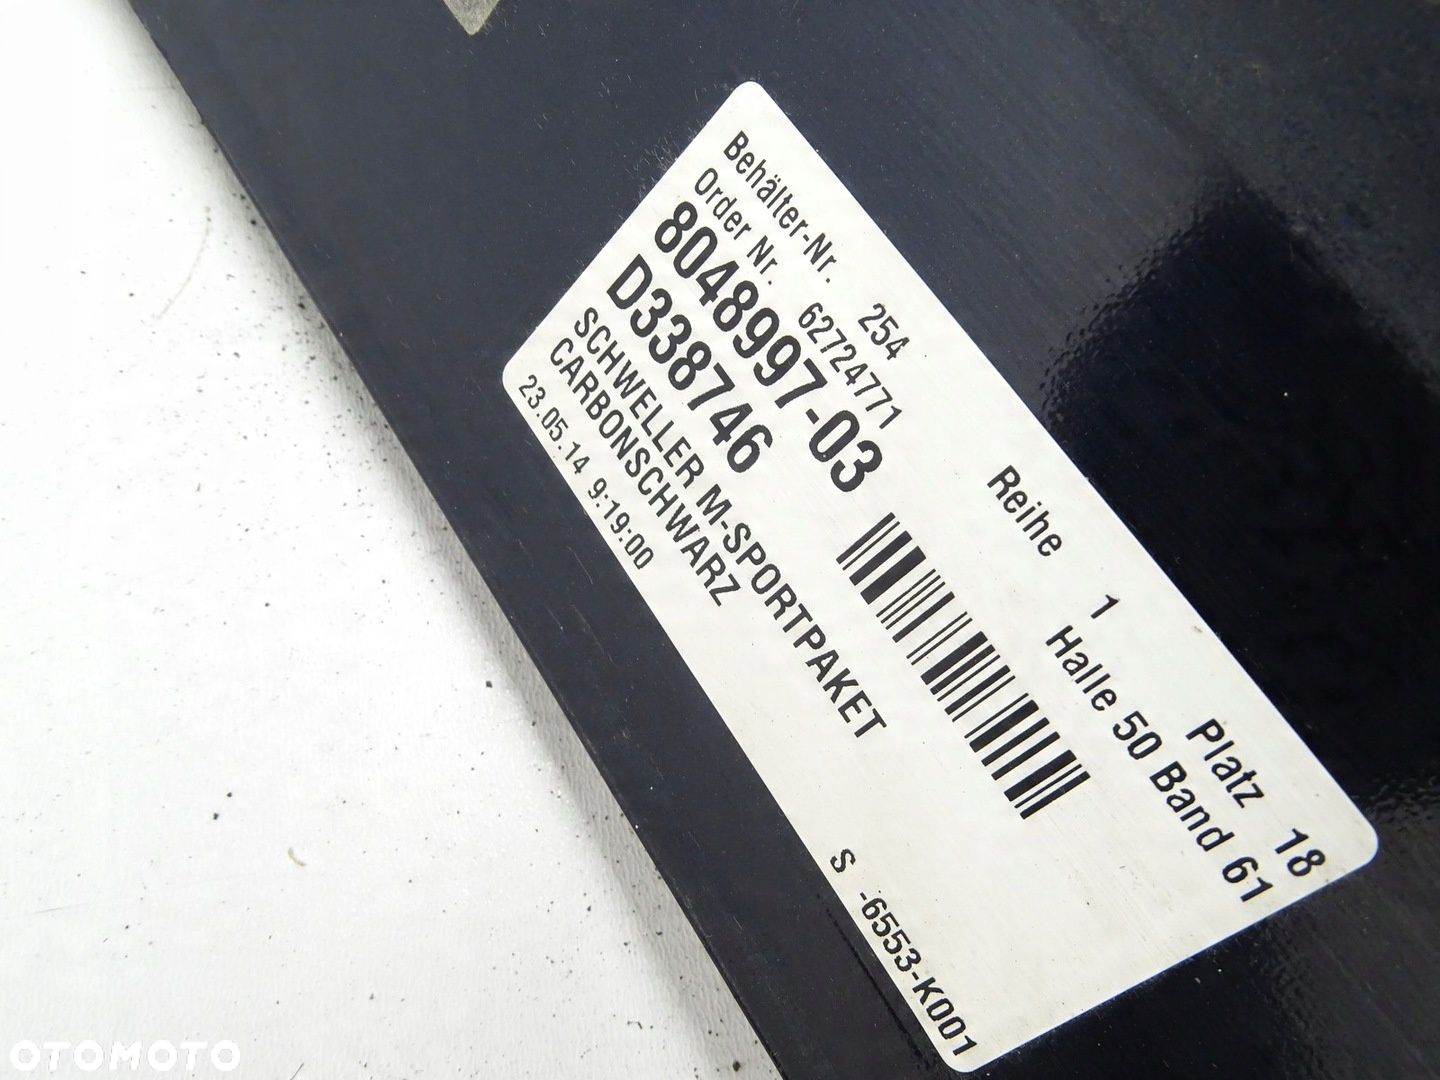 Behälter-Nr. 254 Reihe 1 Platz 18
Order Nr. 62724771 Halle 50 Band 61
8048997-03
D338746
SCHWELLER M-SPORTPAKET
CARBONSCHWARZ
23.05.14 9:19:00 S -6553-K001
OTOMOTO